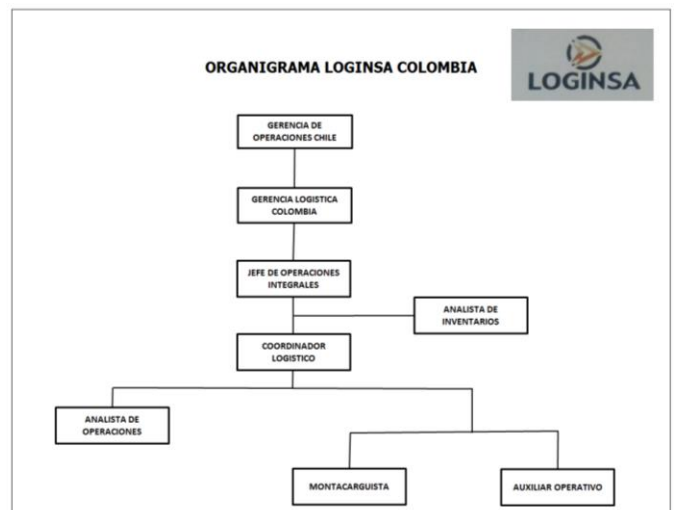 ORGANIGRAMA LOGINSA COLOMBIA
LOGINSA
GERENCIA DE
OPERACIONES CHILE
GERENCIA LOGISTICA
COLOMBIA
JEFE DE OPERACIONES
INTEGRALES
ANALISTA DE
INVENTARIOS
COORDINADOR
LOGISTICO
ANALISTA DE
OPERACIONES
MONTACARGUISTA
AUXILIAR OPERATIVO